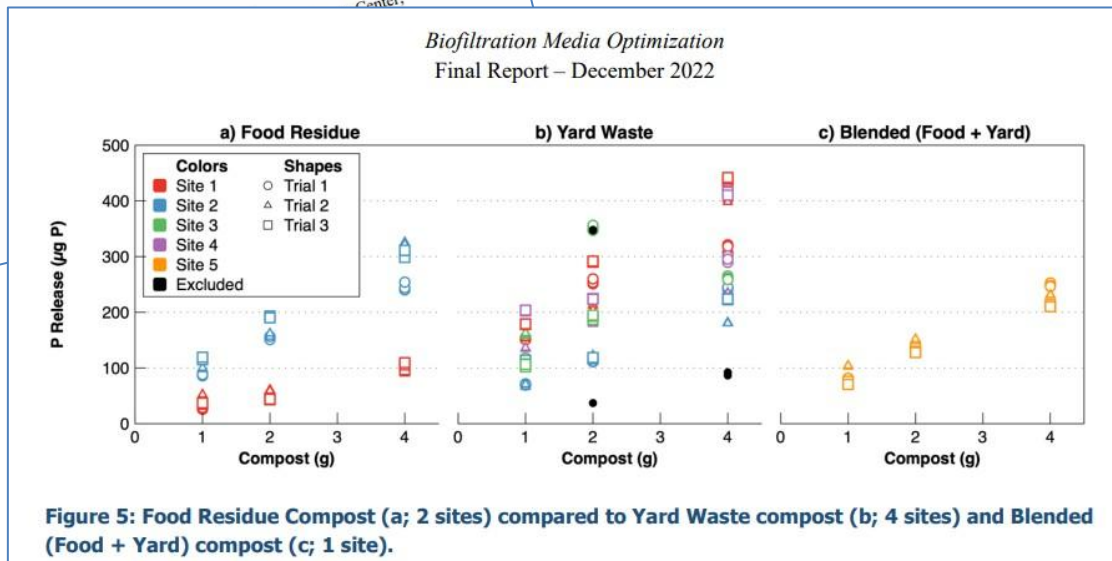 Center,
Biofiltration Media Optimization
Final Report – December 2022
a) Food Residue
b) Yard Waste
c) Blended (Food + Yard)
P Release (µg P)
500
400
300
200
100
0
Colors
Site 1
Site 2
Site 3
Site 4
Site 5
Excluded
Shapes
Trial 1
Trial 2
Trial 3
0 1 2 3 4
0 1 2 3 4
0 1 2 3 4
Compost (g)
Compost (g)
Compost (g)
Figure 5: Food Residue Compost (a; 2 sites) compared to Yard Waste compost (b; 4 sites) and Blended
(Food + Yard) compost (c; 1 site).